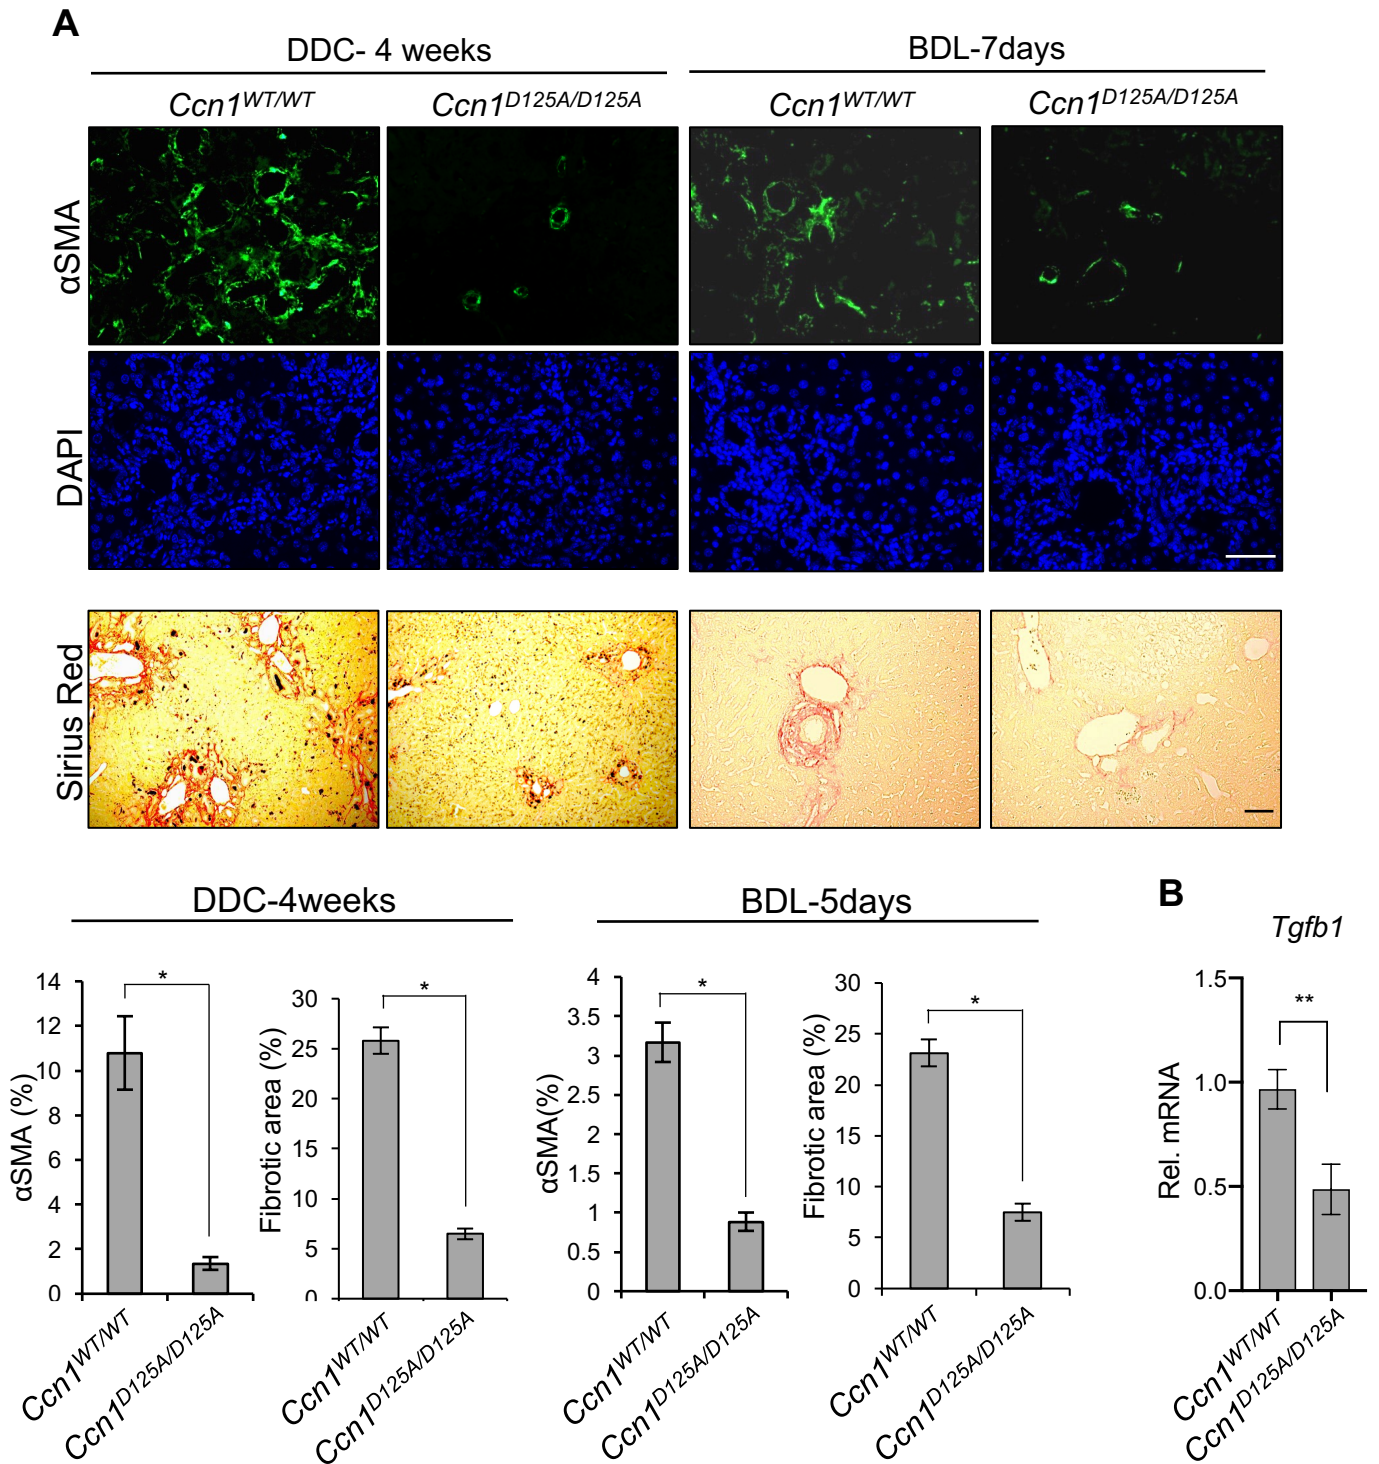 A
DDC- 4 weeks
BDL-7days
Ccn1WT/WT
Ccn1D125A/D125A
Ccn1WT/WT
Ccn1D125A/D125A
αSMA
DAPI
Sirius Red
DDC-4weeks
BDL-5days
B
Tgfb1
αSMA (%)
14
12
10
8
6
4
2
0
*
Ccn1WT/WT
Ccn1D125A/D125A
Fibrotic area (%)
30
25
20
15
10
5
0
*
Ccn1WT/WT
Ccn1D125A/D125A
αSMA(%)
4
3.5
3
2.5
2
1.5
1
0.5
0
*
Ccn1WT/WT
Ccn1D125A/D125A
Fibrotic area (%)
30
25
20
15
10
5
0
*
Ccn1WT/WT
Ccn1D125A/D125A
Rel. mRNA
1.5
1.0
0.5
0.0
**
Ccn1WT/WT
Ccn1D125A/D125A